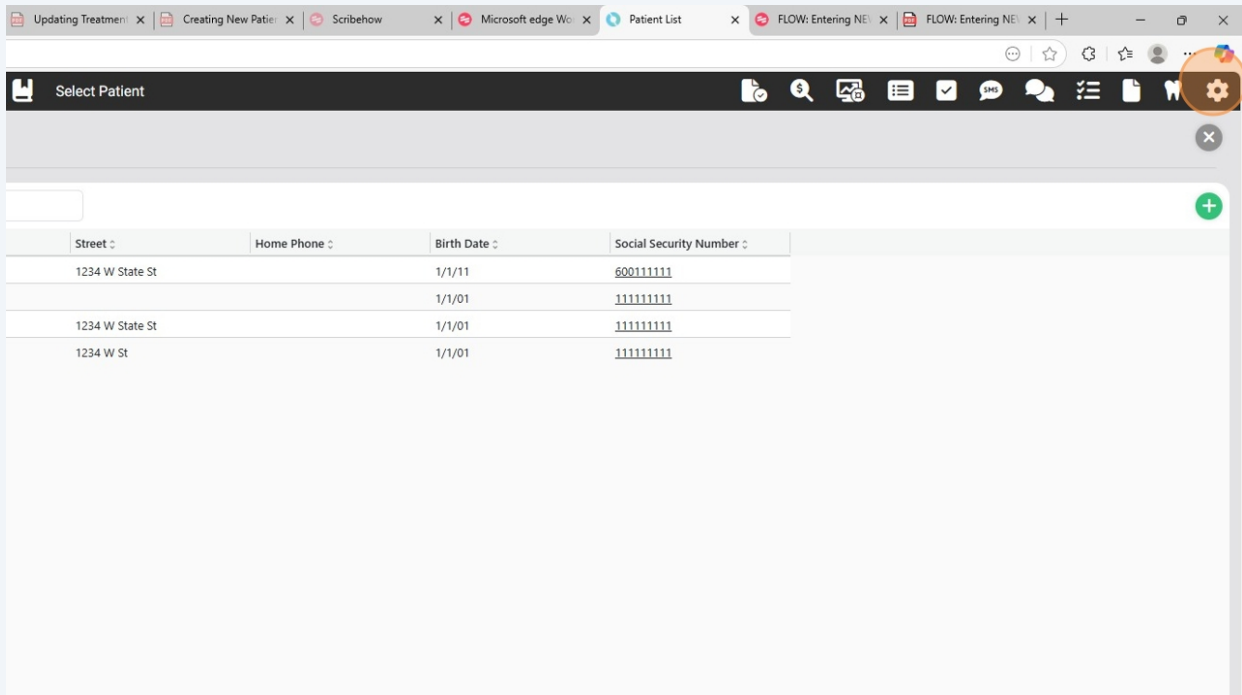 Updating Treatment Creating New Patie Scribehow Microsoft edge Wo Patient List FLOW: Entering NE FLOW: Entering NE
Select Patient $ SMS
Street Home Phone Birth Date Social Security Number
1234 W State St 1/1/11 600111111
1/1/01 111111111
1234 W State St 1/1/01 111111111
1234 W St 1/1/01 111111111